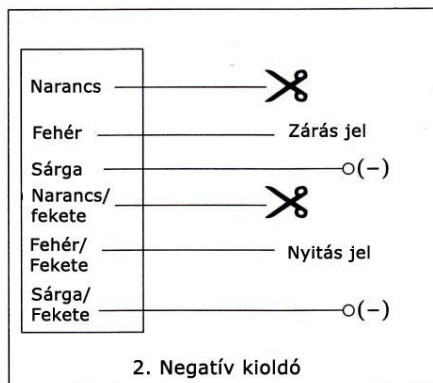 Narancs
Fehér Zárás jel
Sárga (-)
Narancs/
fekete
Fehér/ Nyitás jel
Fekete
Sárga/
Fekete (-)
2. Negatív kioldó